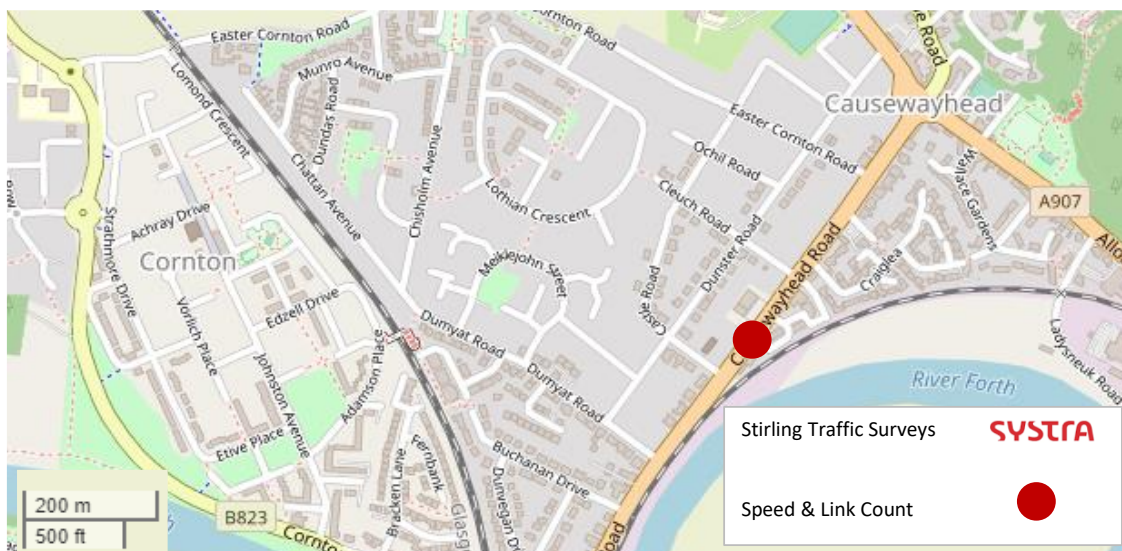 Easter Cornton Road
Cornton Road
Road
Munro Avenue
Lomond Crescent
Dundas Road
Chisholm Avenue
Causewayhead
Easter Cornton Road
Ochil Road
Wallace Gardens
Chattan Avenue
Lorhian Crescent
Cleuch Road
A907
Strathmore Drive
Achray Drive
Cornton
Meiklejohn Street
Dunster Road
Causewayhead Road
Craiglea
Castle Road
Edzell Drive
Vorlich Place
Dumyat Road
Dumyat Road
Ladysneuk Road
Johnston Avenue
Adamson Place
River Forth
Etive Place
Buchanan Drive
Fernbank
Bracken Lane
Stirling Traffic Surveys
SYSTRA
Speed & Link Count
200 m
500 ft
B823